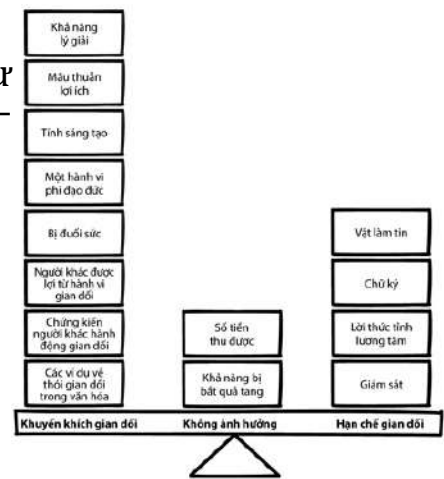 ư
Khả năng
lý giải
Mâu thuẫn
lợi ích
Tính sáng tạo
Một hành vi
phi đạo đức
Bị đuối sức
Người khác được
lợi từ hành vi
gian dối
Chứng kiến
người khác hành
động gian dối
Các ví dụ về
thói gian dối
trong văn hóa
Khuyến khích gian dối
Số tiền
thu được
Khả năng bị
bắt quả tang
Không ảnh hưởng
Vật làm tin
Chữ ký
Lời thức tỉnh
lương tâm
Giám sát
Hạn chế gian dối